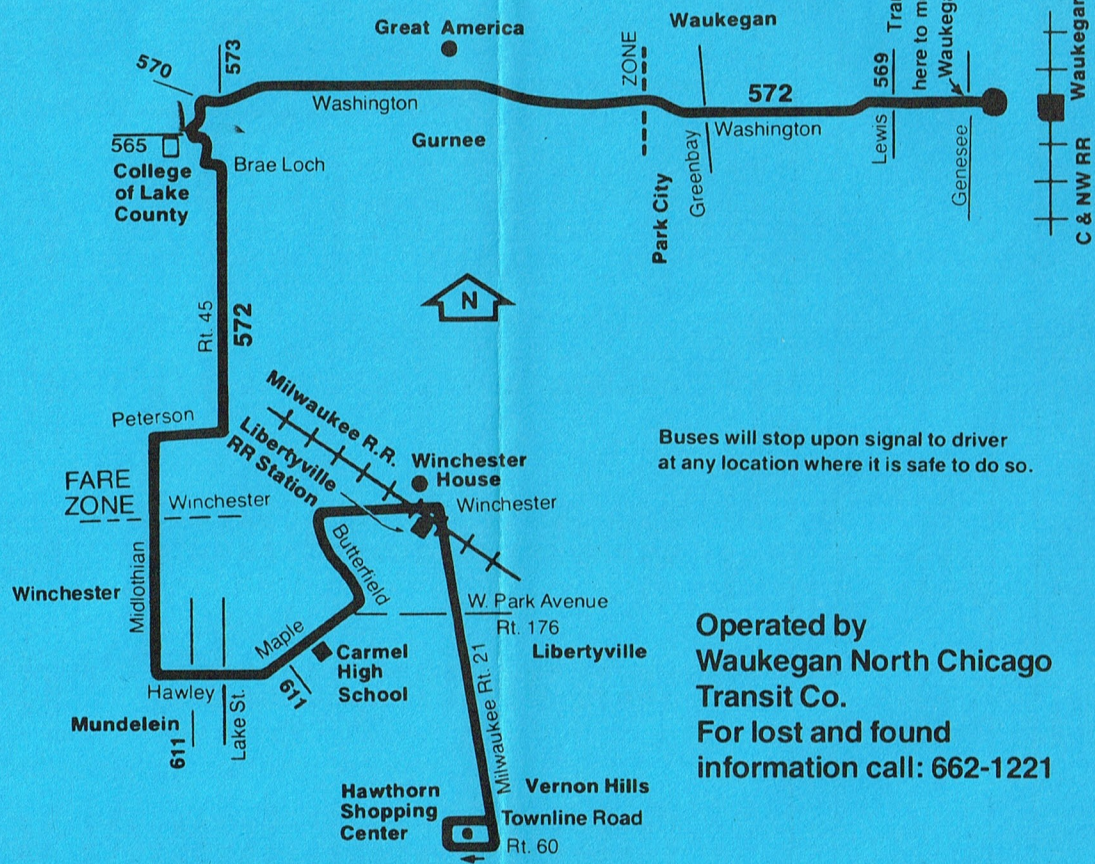 Great America
Waukegan
570
573
ZONE
569
here to m
Waukegan
Washington
572
Washington
Gurnee
Park City
Greenbay
Lewis
Genesee
C & NW RR
565
College
of Lake
County
Brae Loch
Rt. 45
572
N
Peterson
Milwaukee R.R.
Libertyville
RR Station
Winchester
House
Winchester
Buses will stop upon signal to driver
at any location where it is safe to do so.
FARE
ZONE
Winchester
Butterfield
Midlothian
Winchester
W. Park Avenue
Rt. 176
Libertyville
Maple
Carmel
High
School
611
Hawley
Mundelein
611
Lake St.
Milwaukee Rt. 21
Operated by
Waukegan North Chicago
Transit Co.
For lost and found
information call: 662-1221
Hawthorn
Shopping
Center
Vernon Hills
Townline Road
Rt. 60